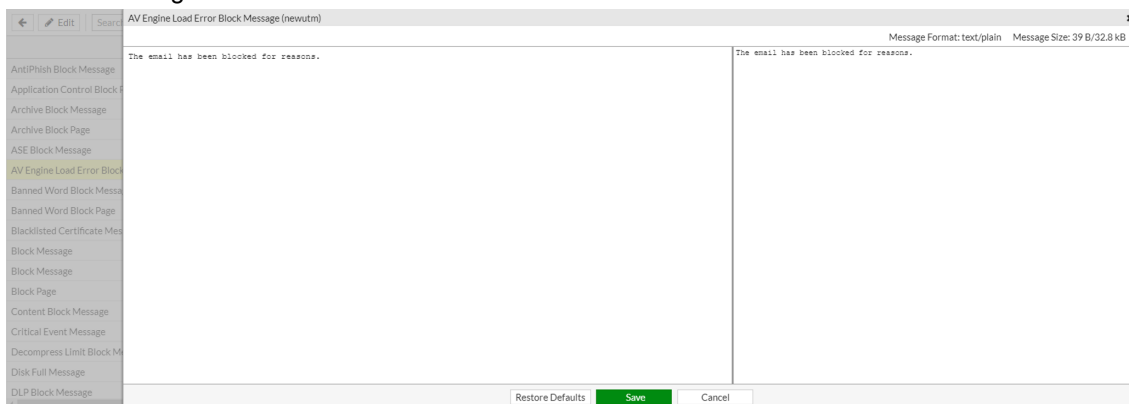 Edit Search
AV Engine Load Error Block Message (newutm)
Message Format: text/plain Message Size: 39 B/32.8 kB
The email has been blocked for reasons.
The email has been blocked for reasons.
AntiPhish Block Message
Application Control Block P
Archive Block Message
Archive Block Page
ASE Block Message
AV Engine Load Error Block
Banned Word Block Messa
Banned Word Block Page
Blacklisted Certificate Mes
Block Message
Block Message
Block Page
Content Block Message
Critical Event Message
Decompress Limit Block M
Disk Full Message
DLP Block Message
Restore Defaults Save Cancel